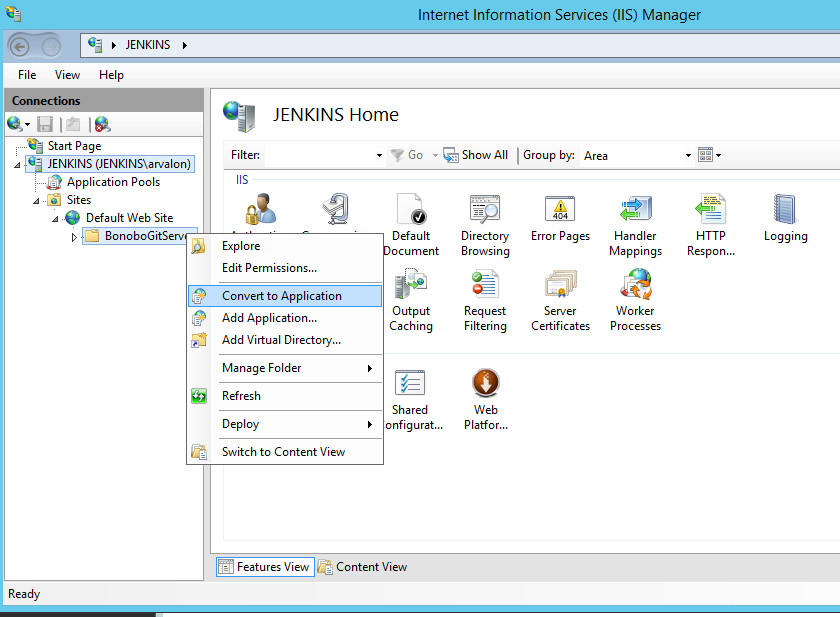 Internet Information Services (IIS) Manager
JENKINS
File View Help
Connections
Start Page
JENKINS (JENKINS\arvalon)
Application Pools
Sites
Default Web Site
BonoboGitServe
Explore
Edit Permissions...
Convert to Application
Add Application...
Add Virtual Directory...
Manage Folder
Refresh
Deploy
Switch to Content View
JENKINS Home
Filter: Go Show All Group by: Area
IIS
Default
Document
Directory
Browsing
Error Pages
404
Handler
Mappings
HTTP
Respon...
Logging
Output
Caching
Request
Filtering
Server
Certificates
Worker
Processes
Shared
onfigurat...
Web
Platfor...
Features View Content View
Ready